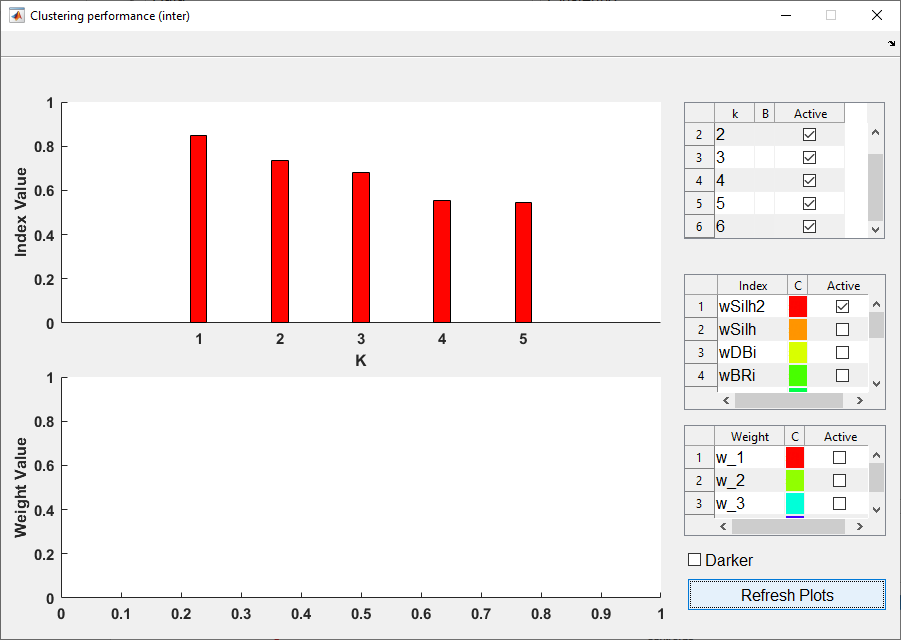 Clustering performance (inter)
1
0.8
0.6
0.4
0.2
0
Index Value
1 2 3 4 5
K
1
0.8
0.6
0.4
0.2
0
Weight Value
0 0.1 0.2 0.3 0.4 0.5 0.6 0.7 0.8 0.9 1
k B Active
2 2
3 3
4 4
5 5
6 6
Index C Active
1 wSilh2
2 wSilh
3 wDBi
4 wBRi
Weight C Active
1 w_1
2 w_2
3 w_3
Darker
Refresh Plots